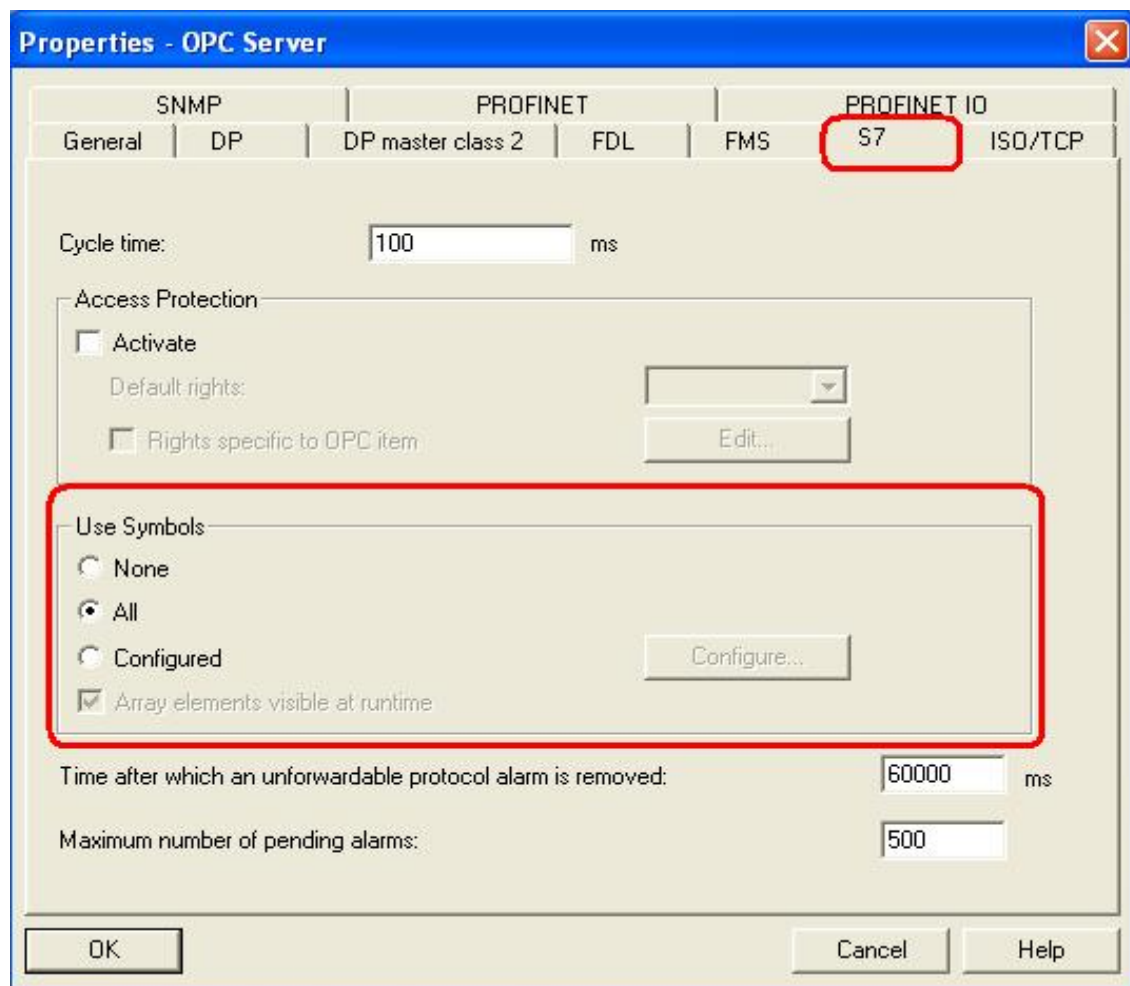 Properties - OPC Server
SNMP PROFINET PROFINET IO
General DP DP master class 2 FDL FMS S7 ISO/TCP
Cycle time: 100 ms
Access Protection
Activate
Default rights:
Rights specific to OPC item Edit...
Use Symbols
None
All
Configured Configure...
Array elements visible at runtime
Time after which an unforwardable protocol alarm is removed: 60000 ms
Maximum number of pending alarms: 500
OK Cancel Help